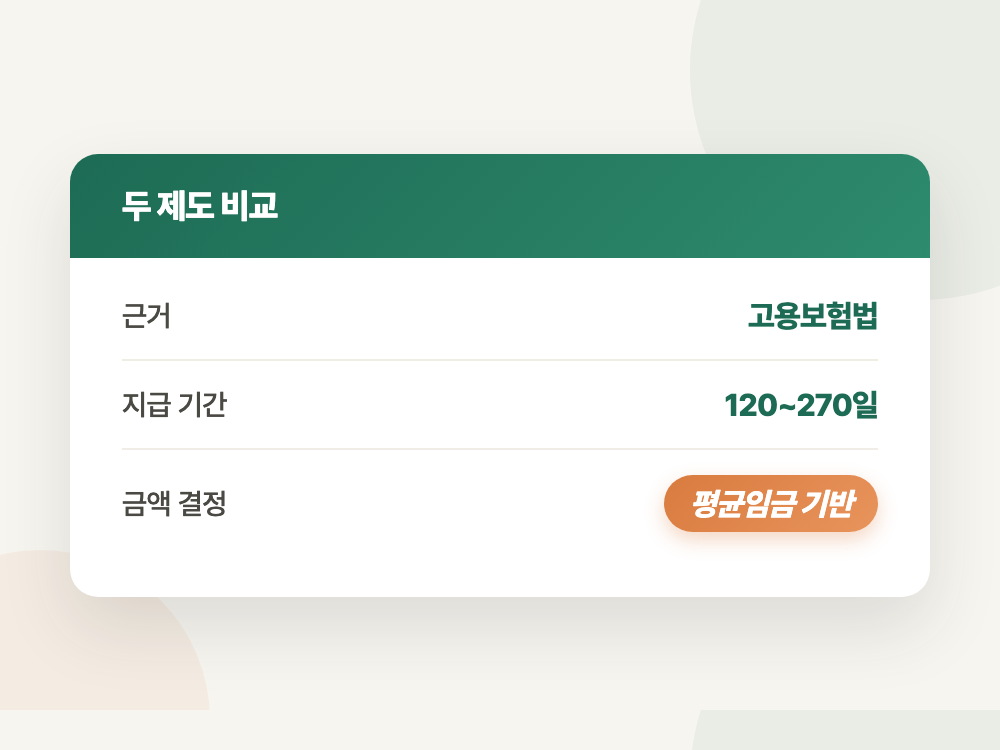 두 제도 비교
근거 고용보험법
지급 기간 120~270일
금액 결정 평균임금 기반